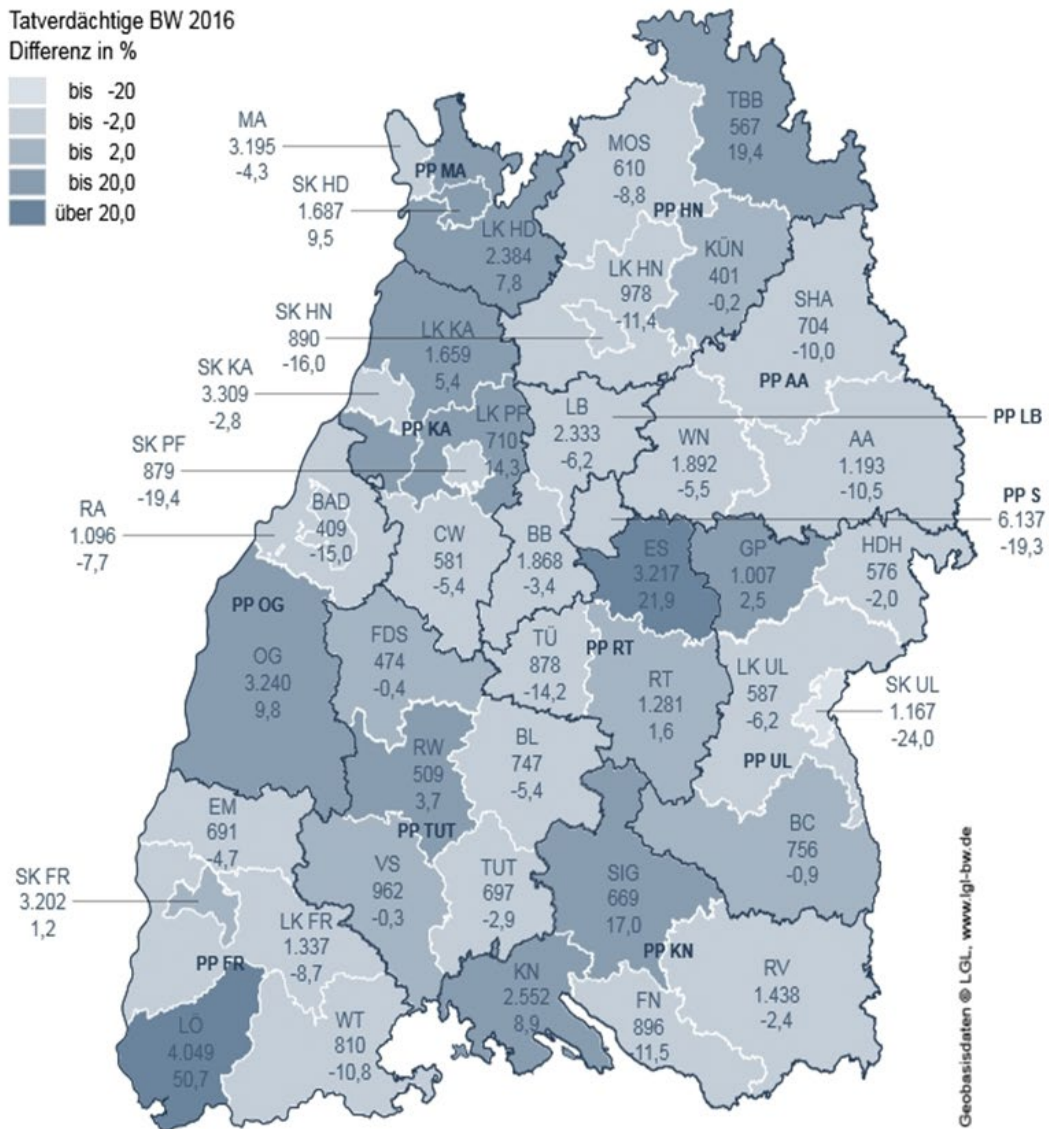 Tatverdächtige BW 2016
Differenz in %
bis -20
bis -2,0
bis 2,0
bis 20,0
über 20,0
TBB
567
19,4
MA
3.195
-4,3
PP MA
MOS
610
-8,8
SK HD
1.687
9,5
PP HN
LK HD
2.384
7,8
KÜN
401
-0,2
LK HN
978
-11,4
SHA
704
-10,0
SK HN
890
-16,0
LK KA
1.659
5,4
SK KA
3.309
-2,8
PP AA
PP KA
LK PF
710
14,3
LB
2.333
-6,2
PP LB
WN
1.892
-5,5
AA
1.193
-10,5
SK PF
879
-19,4
PP S
6.137
-19,3
RA
1.096
-7,7
BAD
409
-15,0
CW
581
-5,4
BB
1.868
-3,4
ES
3.217
21,9
GP
1.007
2,5
HDH
576
-2,0
PP OG
OG
3.240
9,8
FDS
474
-0,4
TÜ
878
-14,2
PP RT
RT
1.281
1,6
LK UL
587
-6,2
SK UL
1.167
-24,0
PP UL
RW
509
3,7
BL
747
-5,4
EM
691
-4,7
PP TUT
BC
756
-0,9
VS
962
-0,3
TUT
697
-2,9
SIG
669
17,0
SK FR
3.202
1,2
LK FR
1.337
-8,7
PP FR
PP KN
KN
2.552
8,9
RV
1.438
-2,4
FN
896
-11,5
LÖ
4.049
50,7
WT
810
-10,8
Geobasisdaten © LGL, www.lgl-bw.de